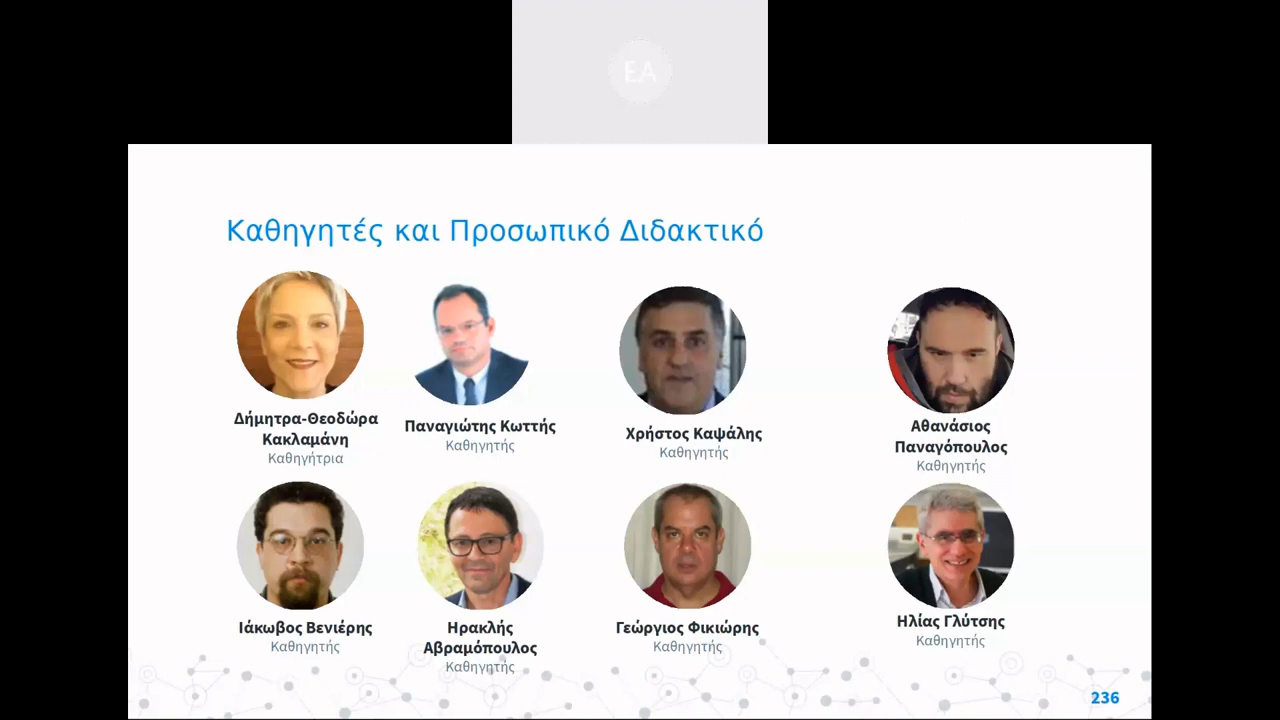 EA
Καθηγητές και Προσωπικό Διδακτικό
Δήμητρα-Θεοδώρα
Κακλαμάνη
Καθηγήτρια
Παναγιώτης Κωττής
Καθηγητής
Χρήστος Καψάλης
Καθηγητής
Αθανάσιος
Παναγόπουλος
Καθηγητής
Ιάκωβος Βενιέρης
Καθηγητής
Ηρακλής
Αβραμόπουλος
Καθηγητής
Γεώργιος Φικιώρης
Καθηγητής
Ηλίας Γλύτσης
Καθηγητής
236